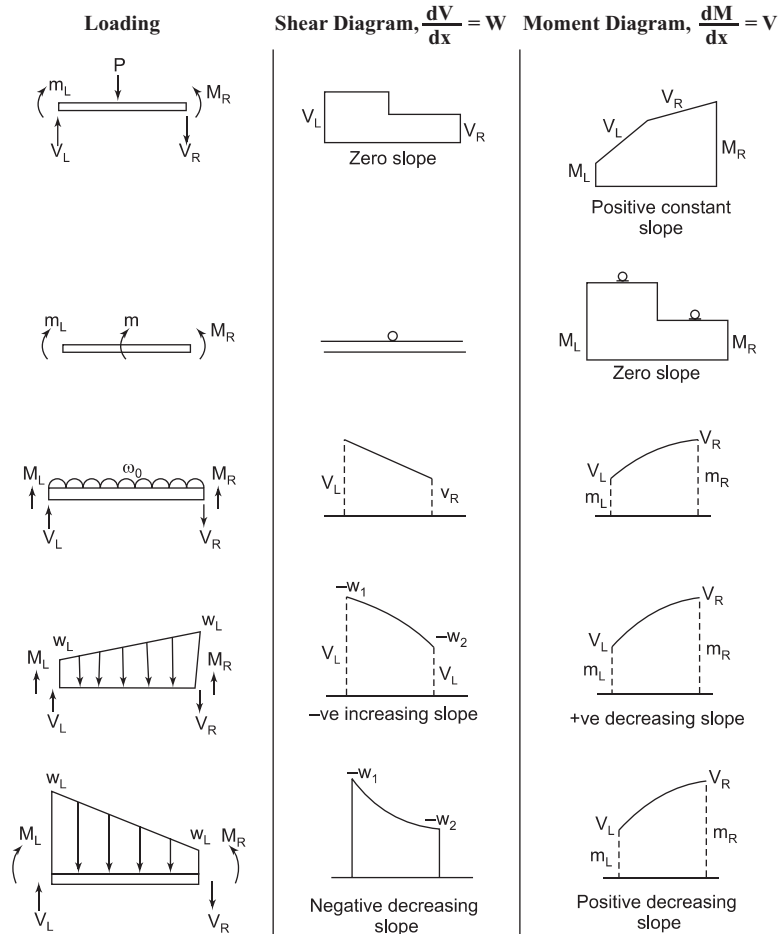 Loading
Shear Diagram, dV/dx = W
Moment Diagram, dM/dx = V
P
m_L
M_R
V_L
V_R
V_L
V_R
Zero slope
V_R
V_L
M_L
M_R
Positive constant
slope
m_L
m
M_R
M_L
M_R
Zero slope
M_L
ω_0
M_R
V_L
V_R
V_L
v_R
V_L
V_R
m_L
m_R
w_L
w_L
M_L
M_R
V_L
V_R
–w_1
–w_2
V_L
V_L
–ve increasing slope
V_R
V_L
m_L
m_R
+ve decreasing slope
w_L
w_L
M_L
M_R
V_L
V_R
–w_1
–w_2
Negative decreasing
slope
V_R
V_L
m_L
m_R
Positive decreasing
slope